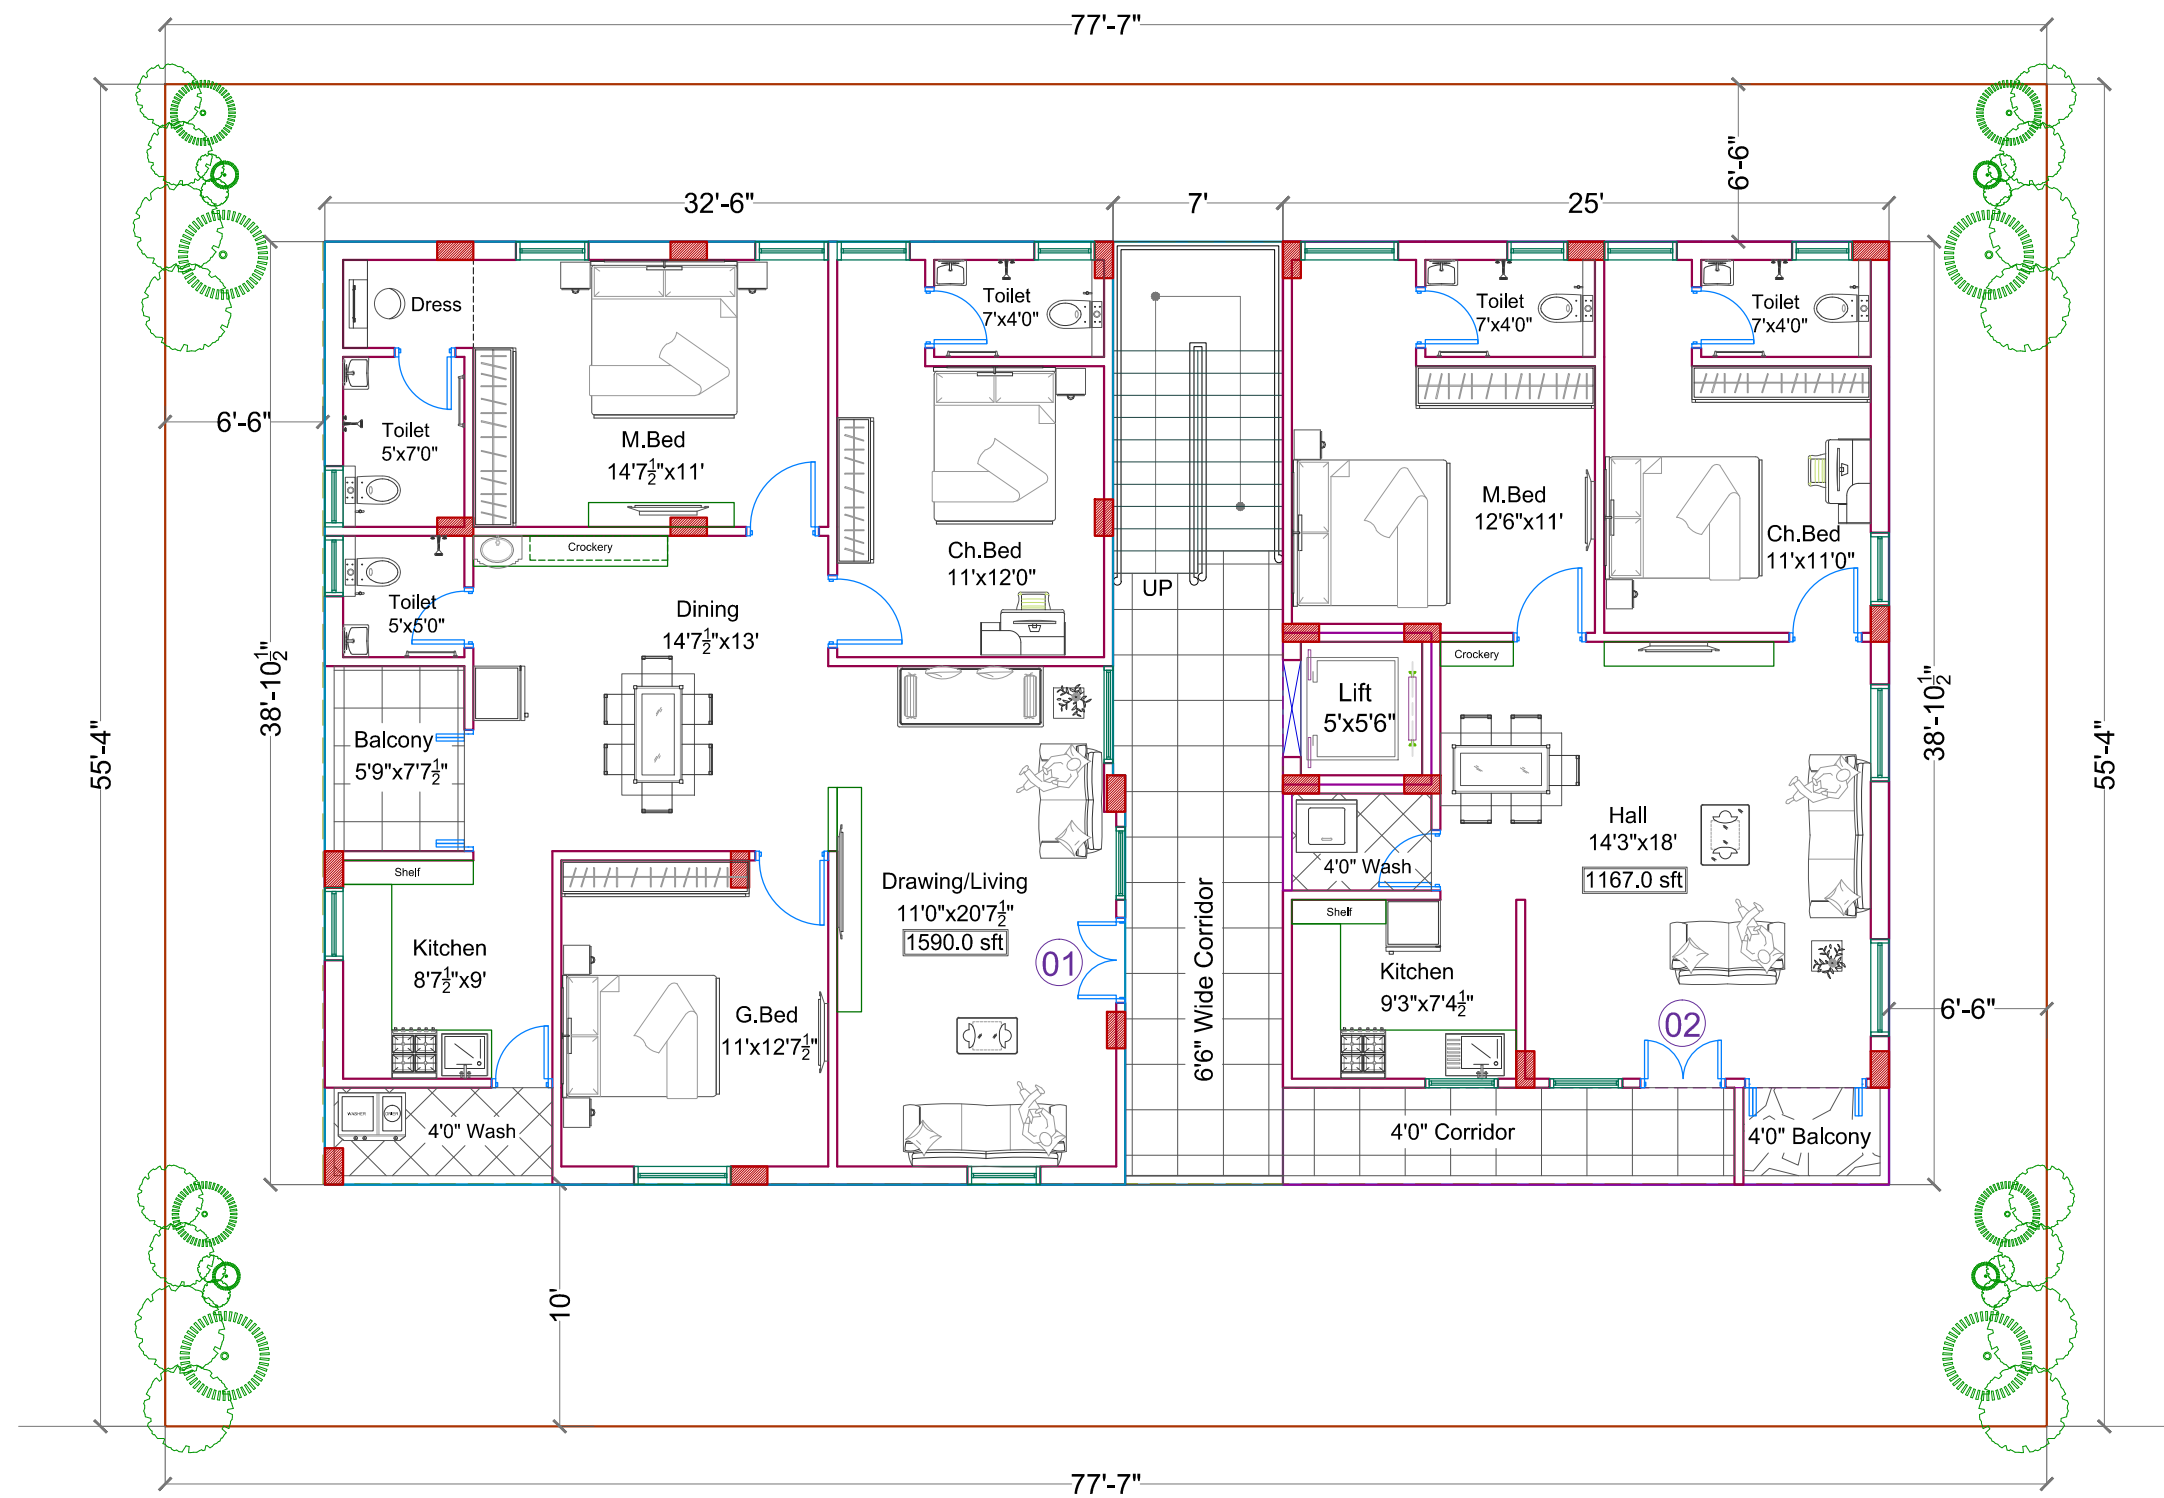 77'-7"
6'-6"
32'-6"
7'
25'
Dress
Toilet
7'x4'0"
Toilet
7'x4'0"
Toilet
7'x4'0"
6'-6"
Toilet
5'x7'0"
M.Bed
14'7½"x11'
M.Bed
12'6"x11'
Ch.Bed
11'x11'0"
Crockery
Ch.Bed
11'x12'0"
UP
Toilet
5'x5'0"
Dining
14'7½"x13'
Crockery
38'-10½"
55'-4"
Lift
5'x5'6"
38'-10½"
55'-4"
Balcony
5'9"x7'7½"
Hall
14'3"x18'
1167.0 sft
4'0" Wash
Shelf
Drawing/Living
11'0"x20'7½"
1590.0 sft
Shelf
6'6" Wide Corridor
Kitchen
8'7½"x9'
01
Kitchen
9'3"x7'4½"
02
6'-6"
G.Bed
11'x12'7½"
WASHER
DRIER
4'0" Wash
4'0" Corridor
4'0" Balcony
10'
77'-7"